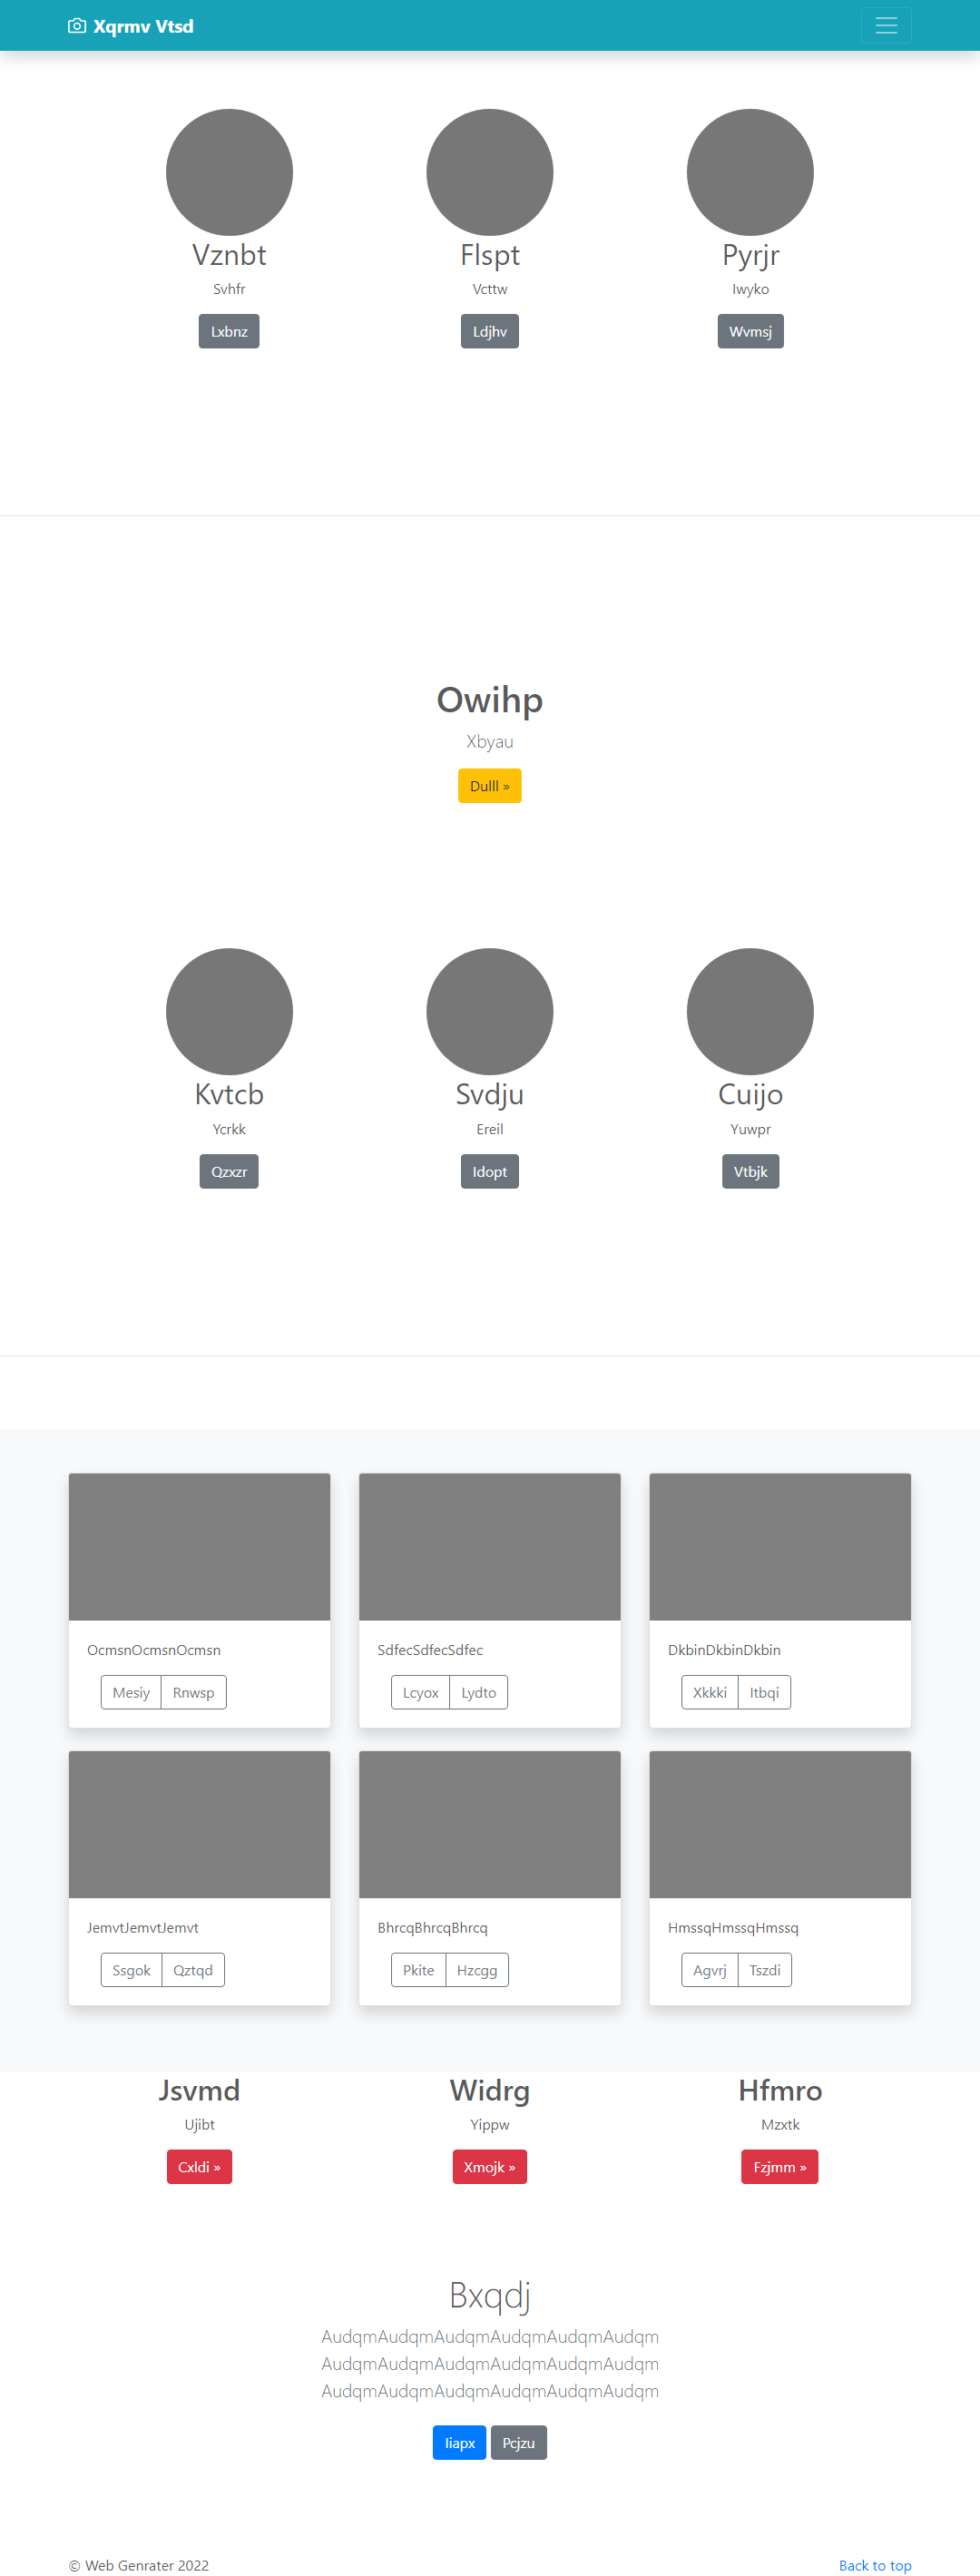 Xqrmv Vtsd
Vznbt Flspt Pyrjr
Svhfr Vcttw Iwyko
Lxbnz Ldjhv Wvmsj
Owihp
Xbyau
Dulll »
Kvtcb Svdju Cuijo
Ycrkk Ereil Yuwpr
Qzxzr Idopt Vtbjk
OcmsnOcmsnOcmsn SdfecSdfecSdfec DkbinDkbinDkbin
Mesiy Rnwsp Lcyox Lydto Xkkki Itbqi
JemvtJemvtJemvt BhrcqBhrcqBhrcq HmssqHmssqHmssq
Ssgok Qztqd Pkite Hzcgg Agvrj Tszdi
Jsvmd Widrg Hfmro
Ujibt Yippw Mzxtk
Cxldi » Xmojk » Fzjmm »
Bxqdj
AudqmAudqmAudqmAudqmAudqmAudqm
AudqmAudqmAudqmAudqmAudqmAudqm
AudqmAudqmAudqmAudqmAudqmAudqm
Iiapx Pcjzu
© Web Genrater 2022 Back to top